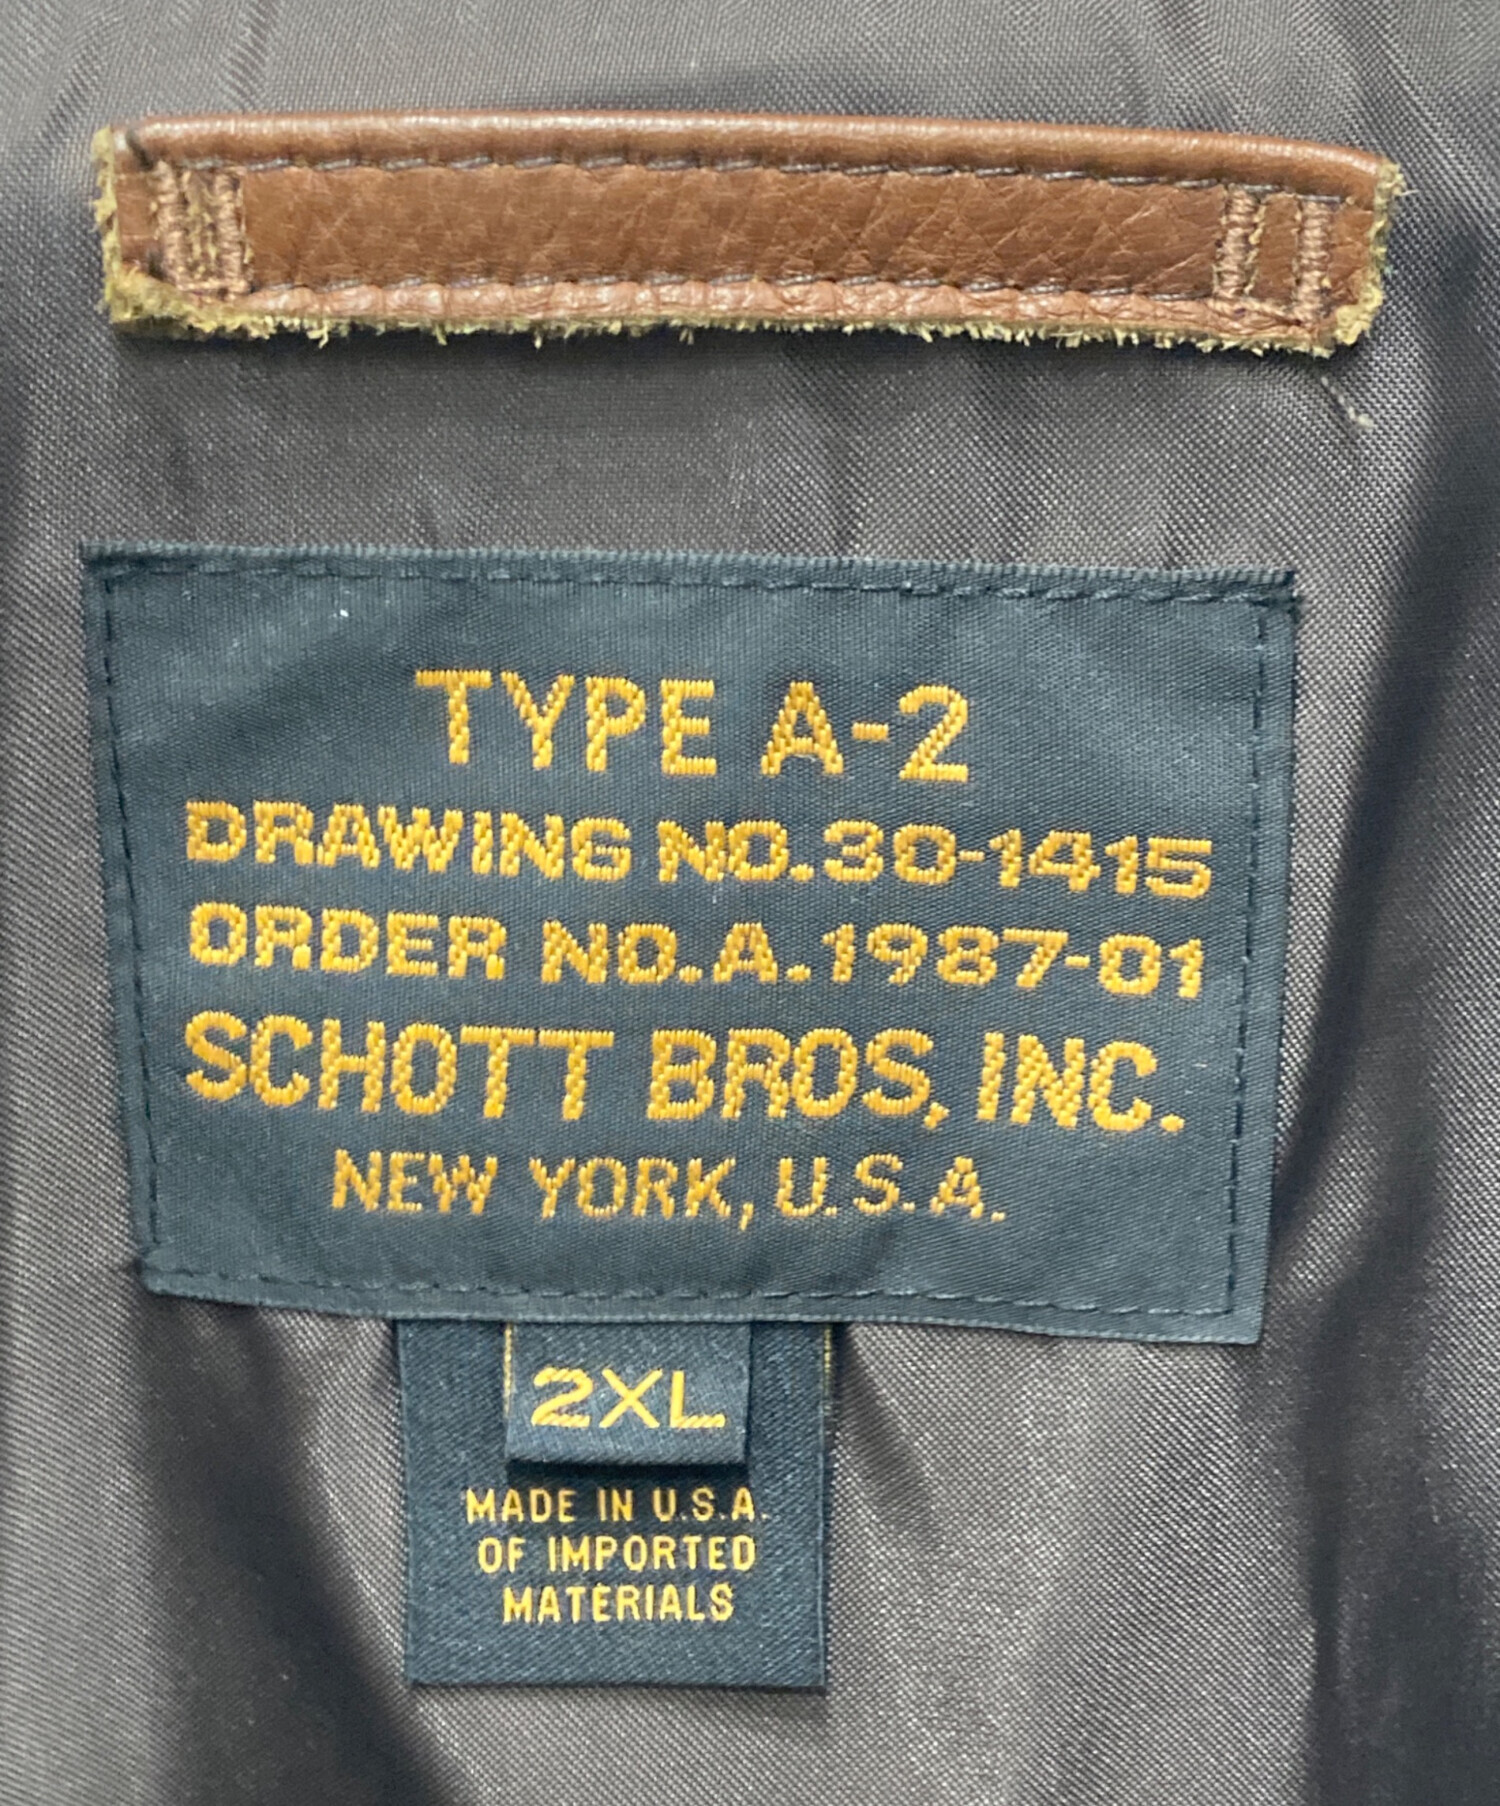 TYPE A-2
DRAWING NO. 30-1415
ORDER NO. A. 1987-01
SCHOTT BROS, INC.
NEW YORK, U.S.A.
2XL
MADE IN U.S.A.
OF IMPORTED
MATERIALS